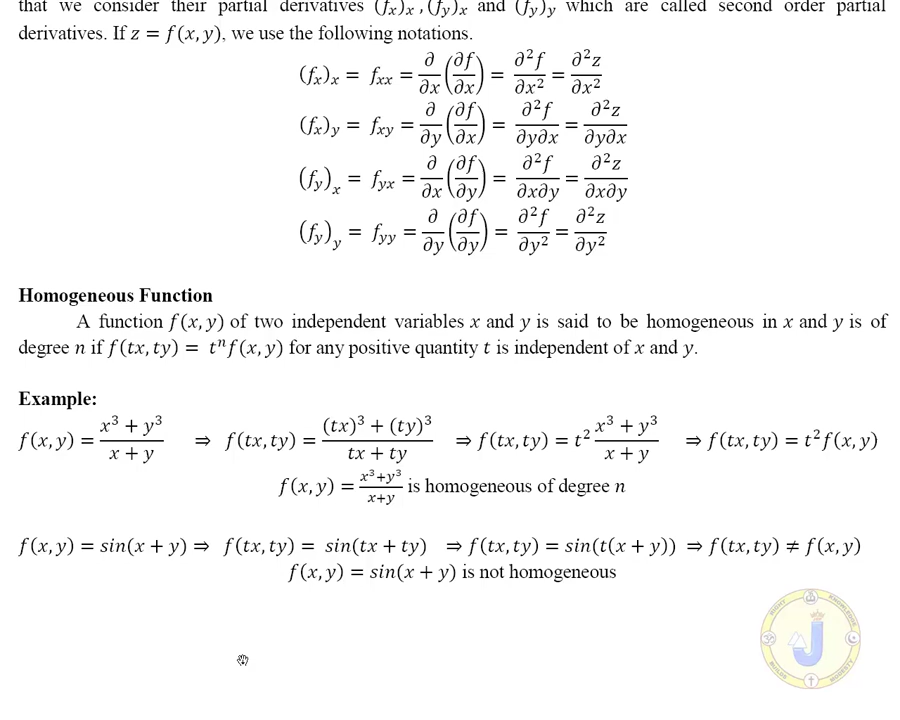 that we consider their partial derivatives (fx)x , (fy)x and (fy)y which are called second order partial
derivatives. If z = f(x, y), we use the following notations.
(fx)x = fxx = ∂/∂x (∂f/∂x) = ∂²f/∂x² = ∂²z/∂x²
(fx)y = fxy = ∂/∂y (∂f/∂x) = ∂²f/∂y∂x = ∂²z/∂y∂x
(fy)x = fyx = ∂/∂x (∂f/∂y) = ∂²f/∂x∂y = ∂²z/∂x∂y
(fy)y = fyy = ∂/∂y (∂f/∂y) = ∂²f/∂y² = ∂²z/∂y²
Homogeneous Function
A function f(x, y) of two independent variables x and y is said to be homogeneous in x and y is of
degree n if f(tx, ty) = tⁿf(x, y) for any positive quantity t is independent of x and y.
Example:
f(x, y) = (x³ + y³)/(x + y) ⇒ f(tx, ty) = ((tx)³ + (ty)³)/(tx + ty) ⇒ f(tx, ty) = t² (x³ + y³)/(x + y) ⇒ f(tx, ty) = t²f(x, y)
f(x, y) = (x³+y³)/(x+y) is homogeneous of degree n
f(x, y) = sin(x + y) ⇒ f(tx, ty) = sin(tx + ty) ⇒ f(tx, ty) = sin(t(x + y)) ⇒ f(tx, ty) ≠ f(x, y)
f(x, y) = sin(x + y) is not homogeneous
RIGHT KNOWLEDGE
J
BUILDS MODESTY